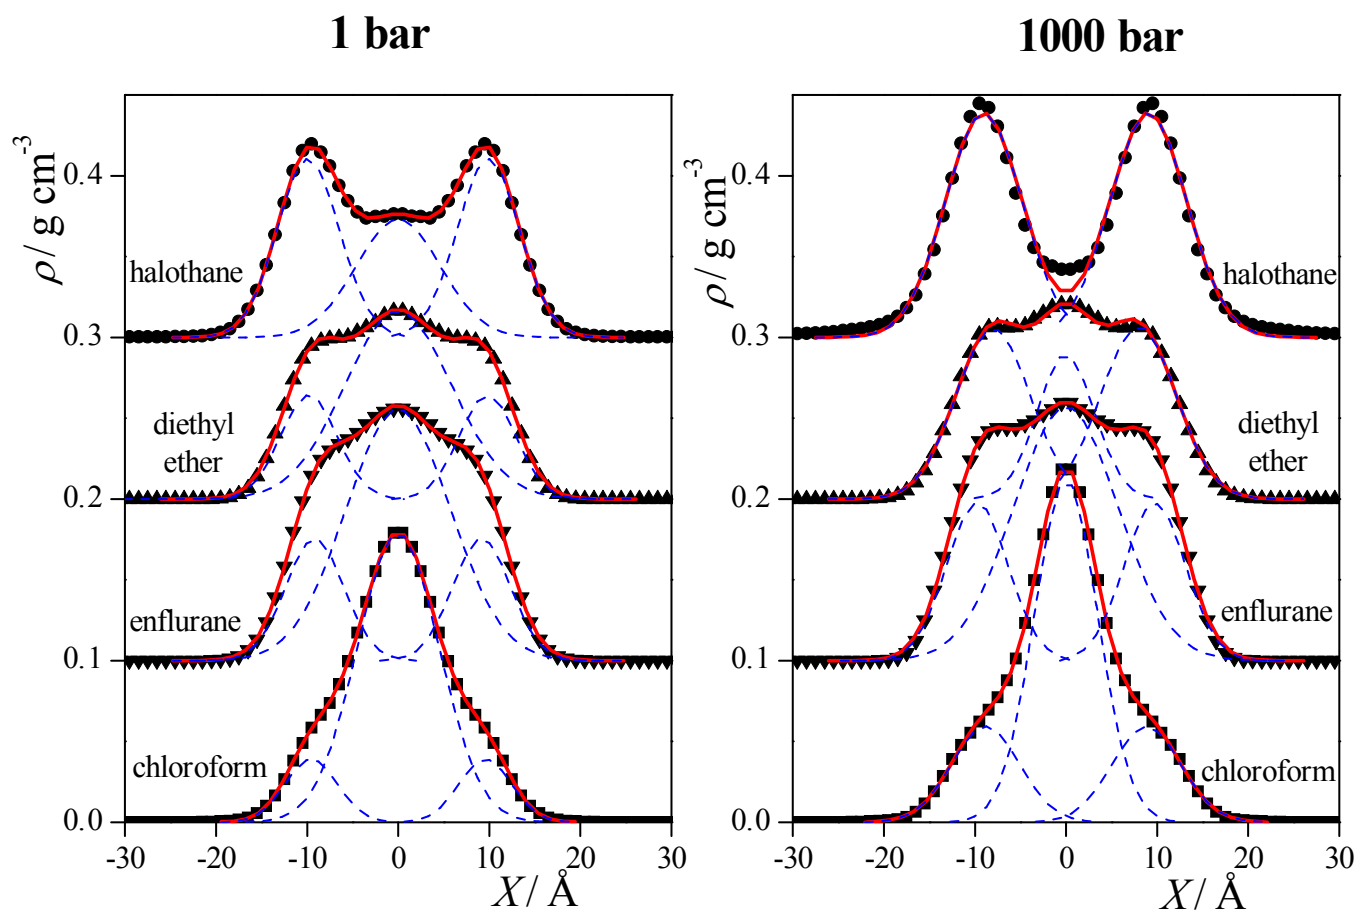 1 bar
1000 bar
ρ/ g cm-3
0.4
0.3
0.2
0.1
0.0
halothane
diethyl
ether
enflurane
chloroform
-30 -20 -10 0 10 20 30
X/ Å
ρ/ g cm-3
0.4
0.3
0.2
0.1
0.0
halothane
diethyl
ether
enflurane
chloroform
-30 -20 -10 0 10 20 30
X/ Å